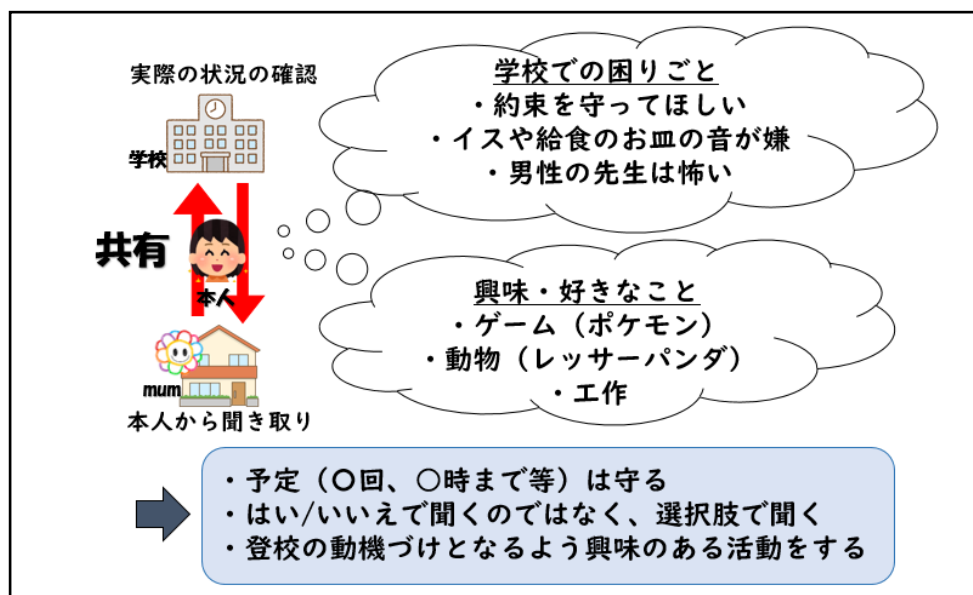 実際の状況の確認
学校
共有
本人
mum
本人から聞き取り
学校での困りごと
・約束を守ってほしい
・イスや給食のお皿の音が嫌
・男性の先生は怖い
興味・好きなこと
・ゲーム（ポケモン）
・動物（レッサーパンダ）
・工作
・予定（〇回、〇時まで等）は守る
・はい/いいえで聞くのではなく、選択肢で聞く
・登校の動機づけとなるよう興味のある活動をする